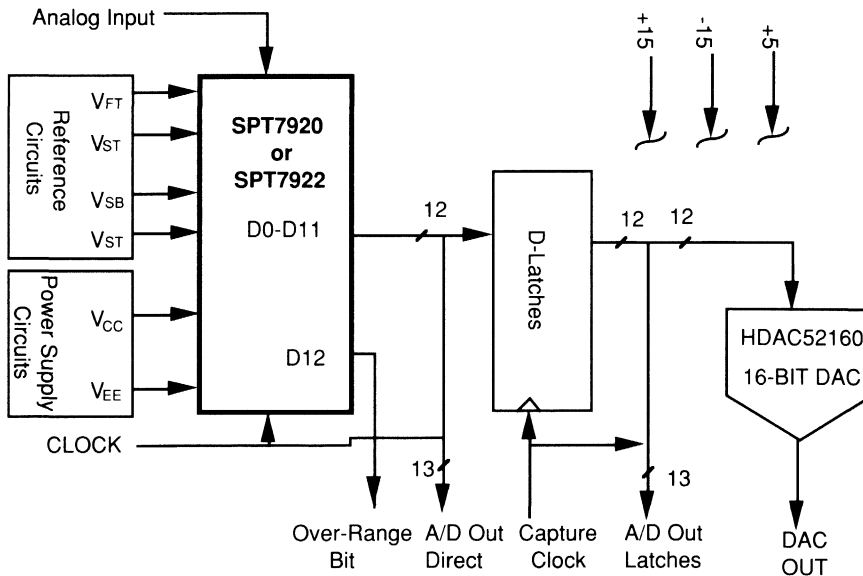 Analog Input
+15
-15
+5
Reference
Circuits
VFT
VST
VSB
VST
SPT7920
or
SPT7922
D0-D11
D12
12
D-Latches
12
12
Power Supply
Circuits
VCC
VEE
HDAC52160
16-BIT DAC
CLOCK
13
13
Over-Range
Bit
A/D Out
Direct
Capture
Clock
A/D Out
Latches
DAC
OUT